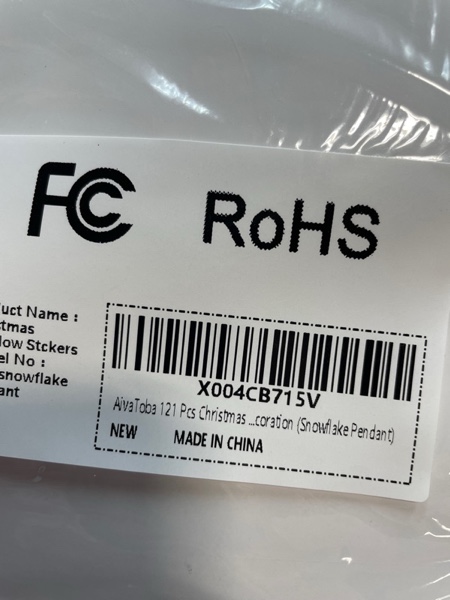 FC
RoHS
uct Name :
stmas
low Stckers
el No :
snowflake
ant
X004CB715V
AivaToba 121 Pcs Christmas ...coration (Snowflake Pendant)
NEW MADE IN CHINA